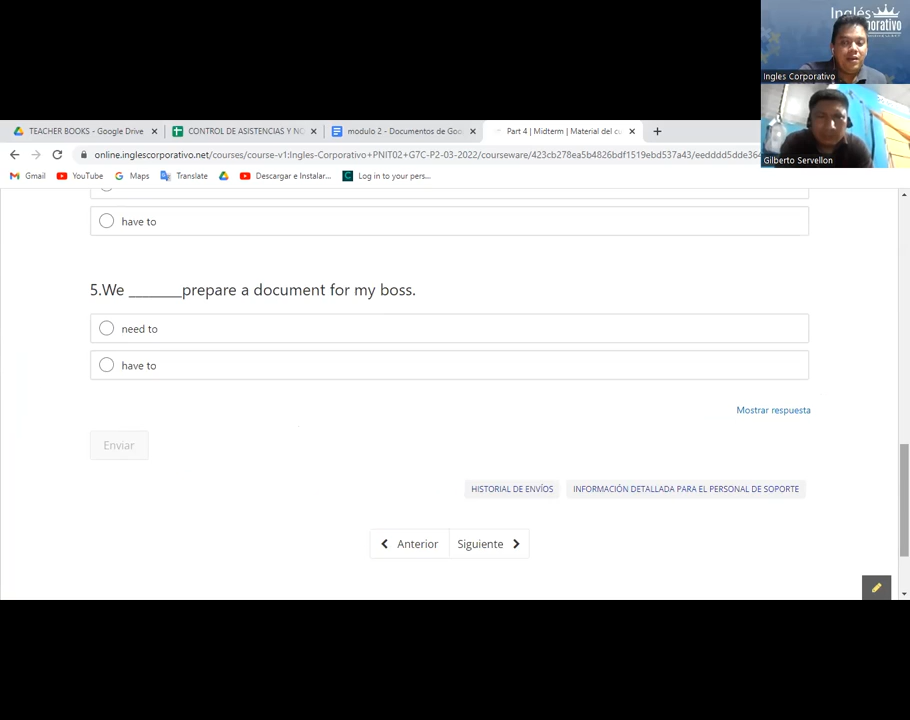 Inglés
Ingles Corporativo
Gilberto Servellon
TEACHER BOOKS - Google Drive
CONTROL DE ASISTENCIAS Y NO
modulo 2 - Documentos de Goo
Part 4 | Midterm | Material del cu
online.inglescorporativo.net/courses/course-v1:Ingles-Corporativo+PNIT02+G7C-P2-03-2022/courseware/423cb278ea5b4826bdf1519ebd537a43/eedddd5dde364
Gmail
YouTube
Maps
Translate
Descargar e Instalar...
Log in to your pers...
have to
5.We _______prepare a document for my boss.
need to
have to
Mostrar respuesta
Enviar
HISTORIAL DE ENVÍOS
INFORMACIÓN DETALLADA PARA EL PERSONAL DE SOPORTE
Anterior
Siguiente